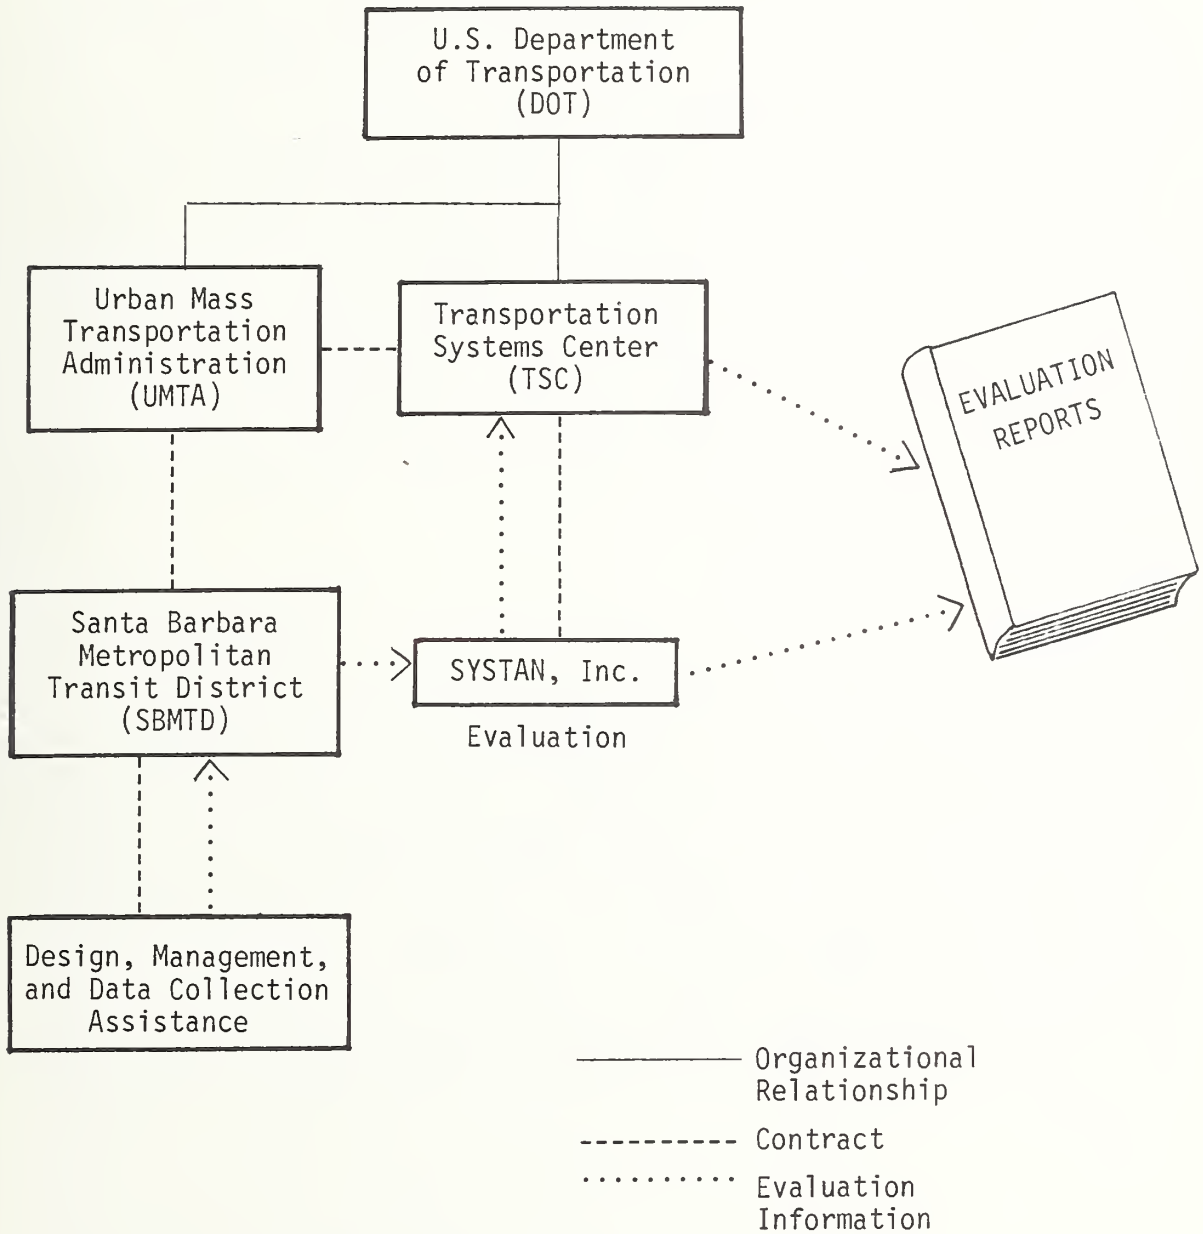 U.S. Department
of Transportation
(DOT)
Urban Mass
Transportation
Administration
(UMTA)
Transportation
Systems Center
(TSC)
EVALUATION
REPORTS
Santa Barbara
Metropolitan
Transit District
(SBMTD)
SYSTAN, Inc.
Evaluation
Design, Management,
and Data Collection
Assistance
Organizational
Relationship
Contract
Evaluation
Information